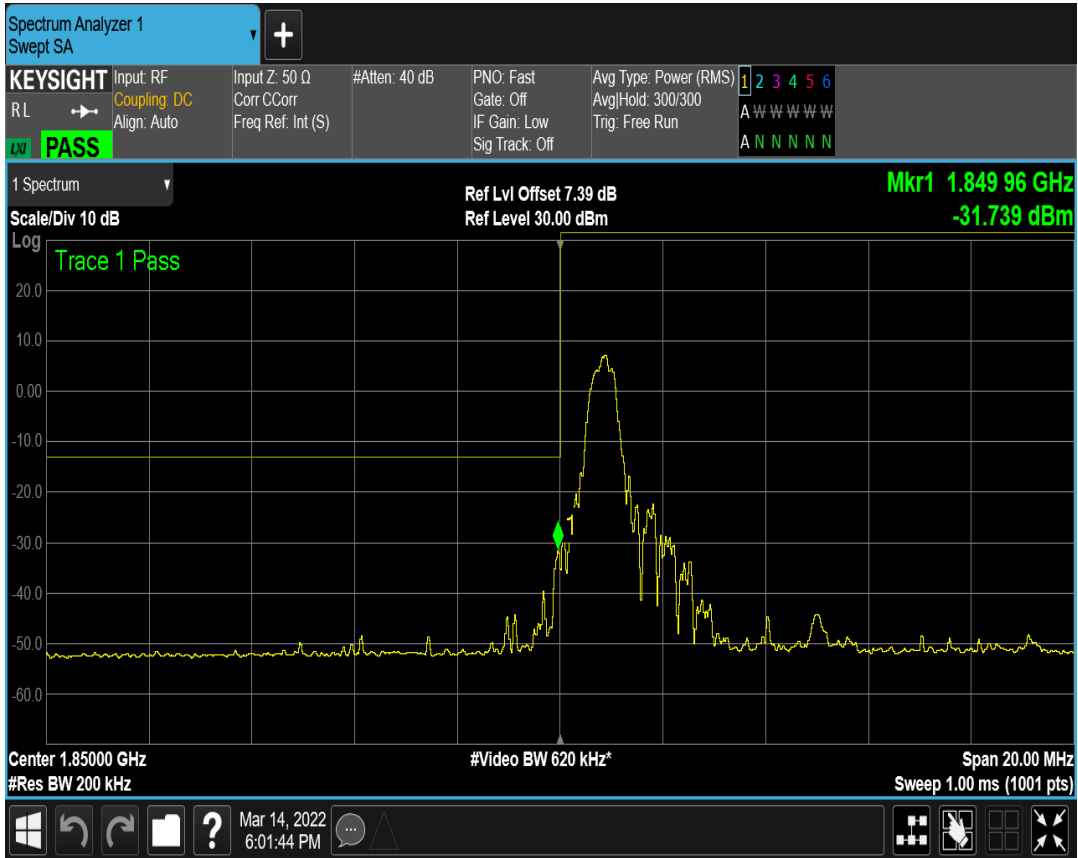 Spectrum Analyzer 1
Swept SA
+
KEYSIGHT Input: RF Input Z: 50 Ω #Atten: 40 dB PNO: Fast Avg Type: Power (RMS) 1 2 3 4 5 6
R L Coupling: DC Corr CCorr Gate: Off Avg|Hold: 300/300 A W W W W W
Align: Auto Freq Ref: Int (S) IF Gain: Low Trig: Free Run
LXI PASS Sig Track: Off A N N N N N
1 Spectrum Ref Lvl Offset 7.39 dB Mkr1 1.849 96 GHz
Scale/Div 10 dB Ref Level 30.00 dBm -31.739 dBm
Log
Trace 1 Pass
20.0
10.0
0.00
-10.0
-20.0
1
-30.0
-40.0
-50.0
-60.0
Center 1.85000 GHz #Video BW 620 kHz* Span 20.00 MHz
#Res BW 200 kHz Sweep 1.00 ms (1001 pts)
? Mar 14, 2022
6:01:44 PM